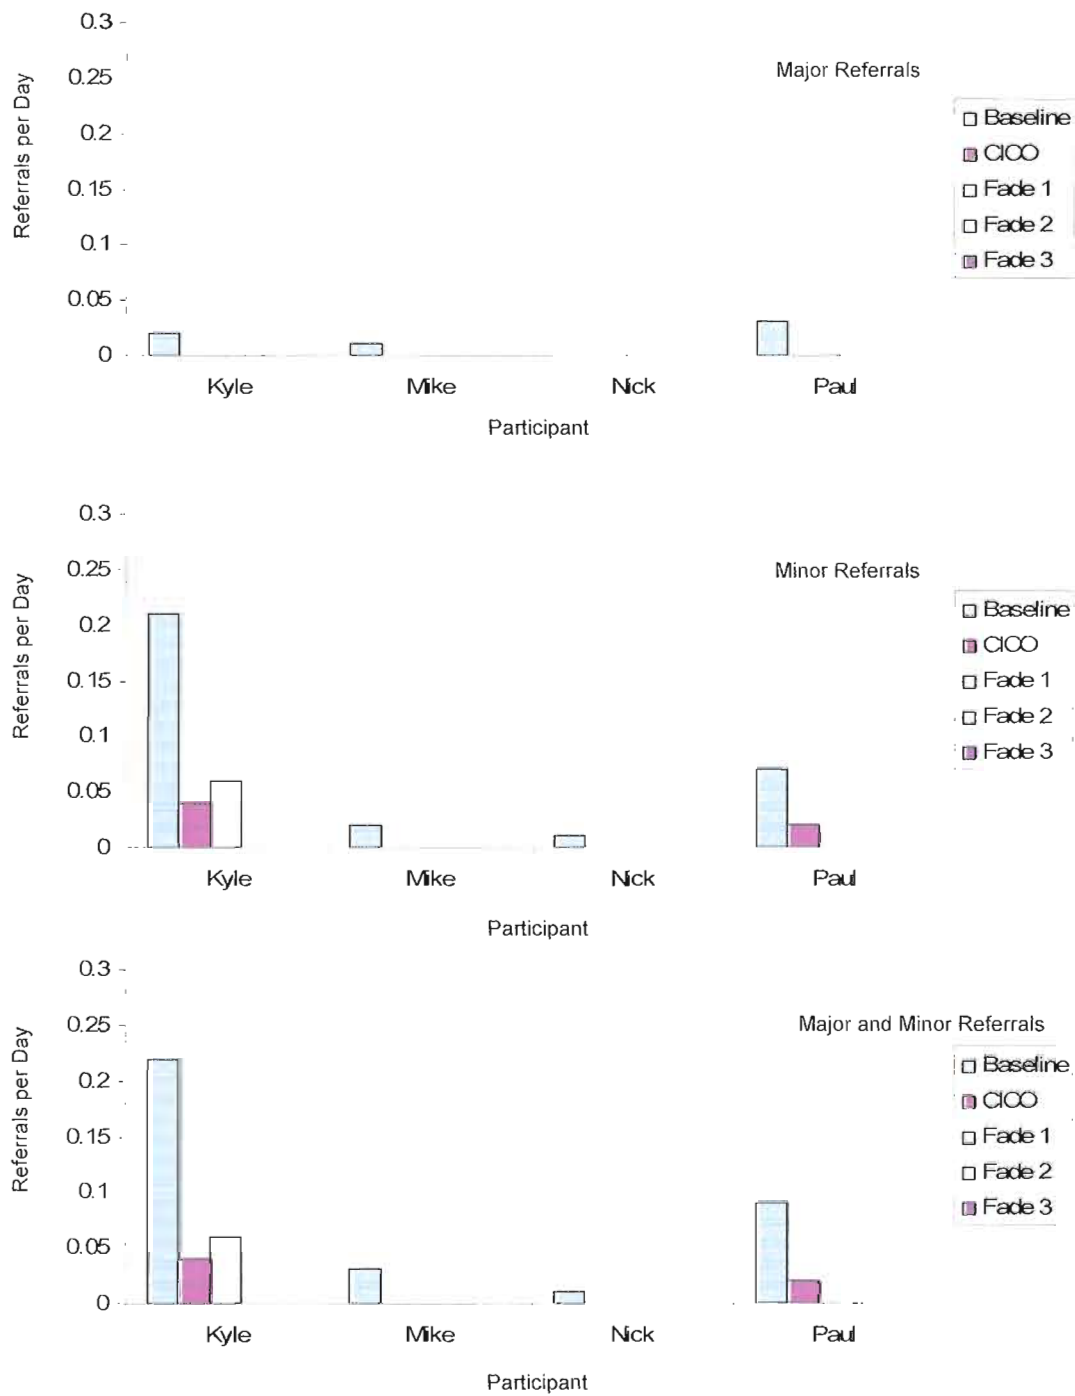 0.3
Major Referrals
0.25
Baseline
0.2
CICO
0.15
Fade 1
0.1
Fade 2
0.05
Fade 3
0
Referrals per Day
Kyle Mike Nick Paul
Participant
0.3
Minor Referrals
0.25
Baseline
0.2
CICO
0.15
Fade 1
0.1
Fade 2
0.05
Fade 3
0
Referrals per Day
Kyle Mike Nick Paul
Participant
0.3
Major and Minor Referrals
0.25
Baseline
0.2
CICO
0.15
Fade 1
0.1
Fade 2
0.05
Fade 3
0
Referrals per Day
Kyle Mike Nick Paul
Participant